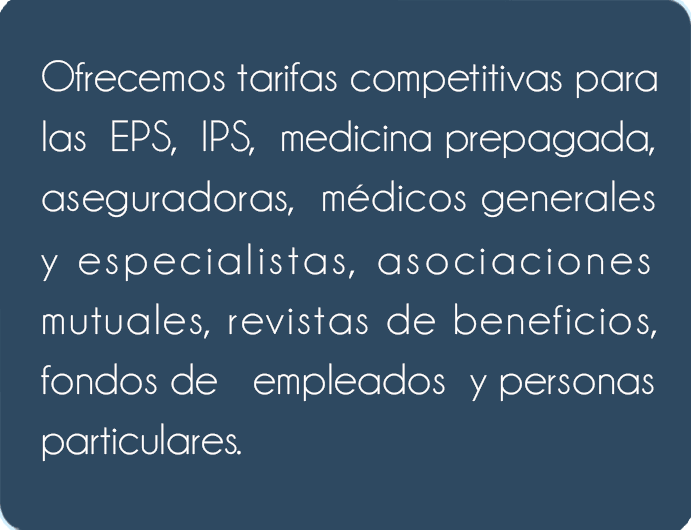 Ofrecemos tarifas competitivas para
las EPS, IPS, medicina prepagada,
aseguradoras, médicos generales
y especialistas, asociaciones
mutuales, revistas de beneficios,
fondos de empleados y personas
particulares.